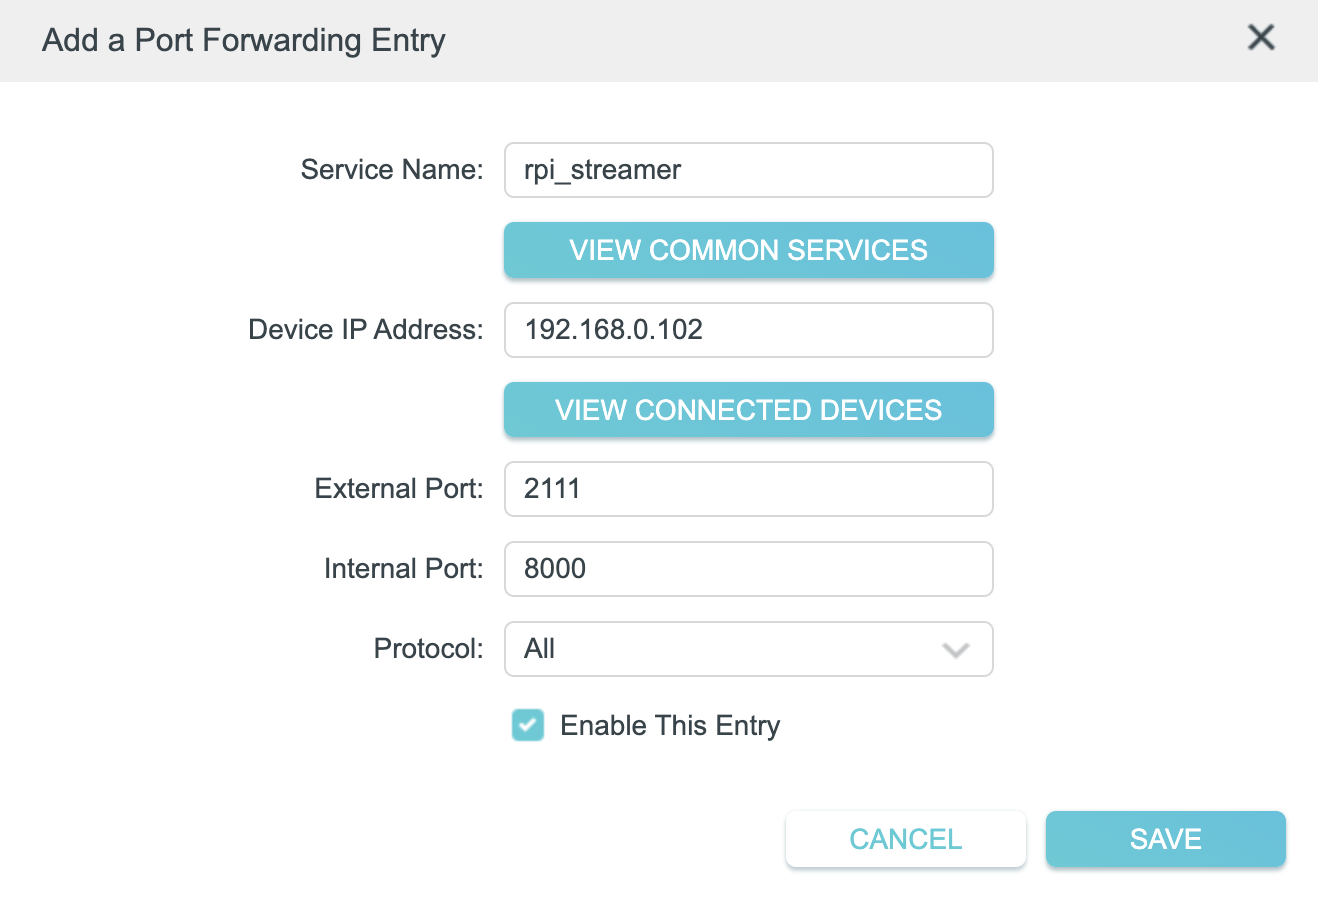 Add a Port Forwarding Entry
Service Name: rpi_streamer
VIEW COMMON SERVICES
Device IP Address: 192.168.0.102
VIEW CONNECTED DEVICES
External Port: 2111
Internal Port: 8000
Protocol: All
Enable This Entry
CANCEL SAVE